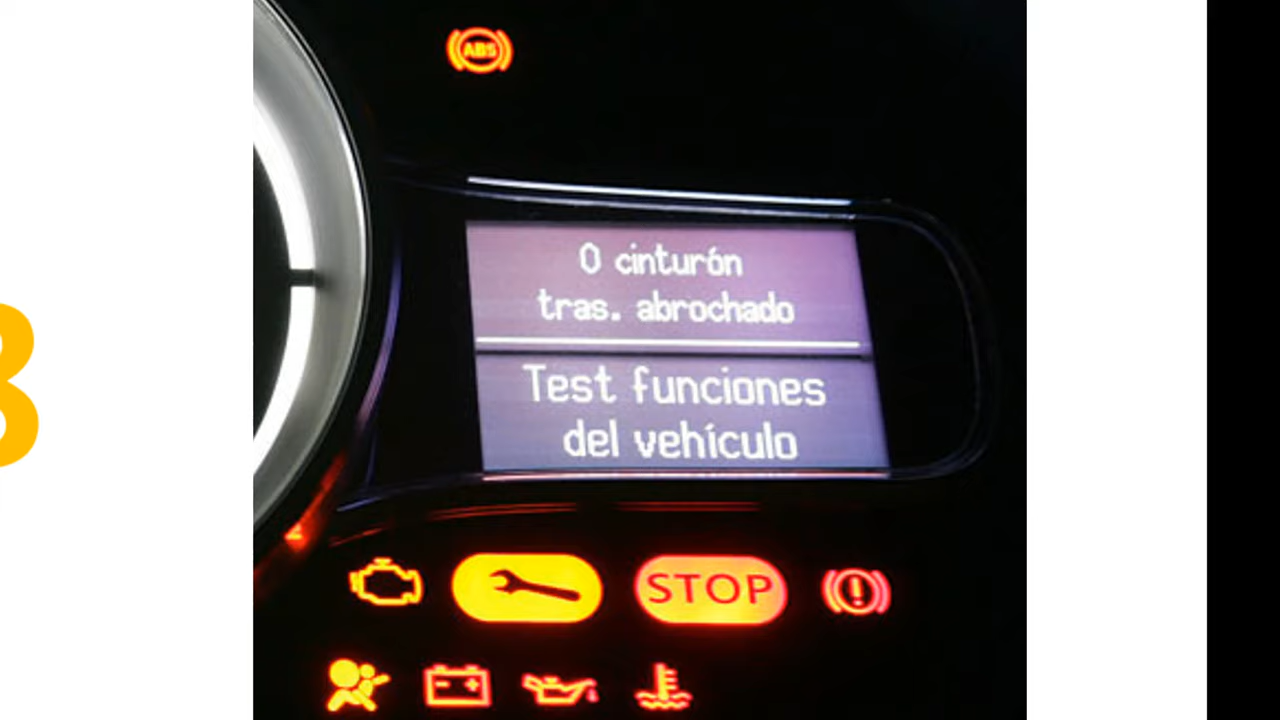 ABS
0 cinturón
tras. abrochado
Test funciones
del vehículo
STOP